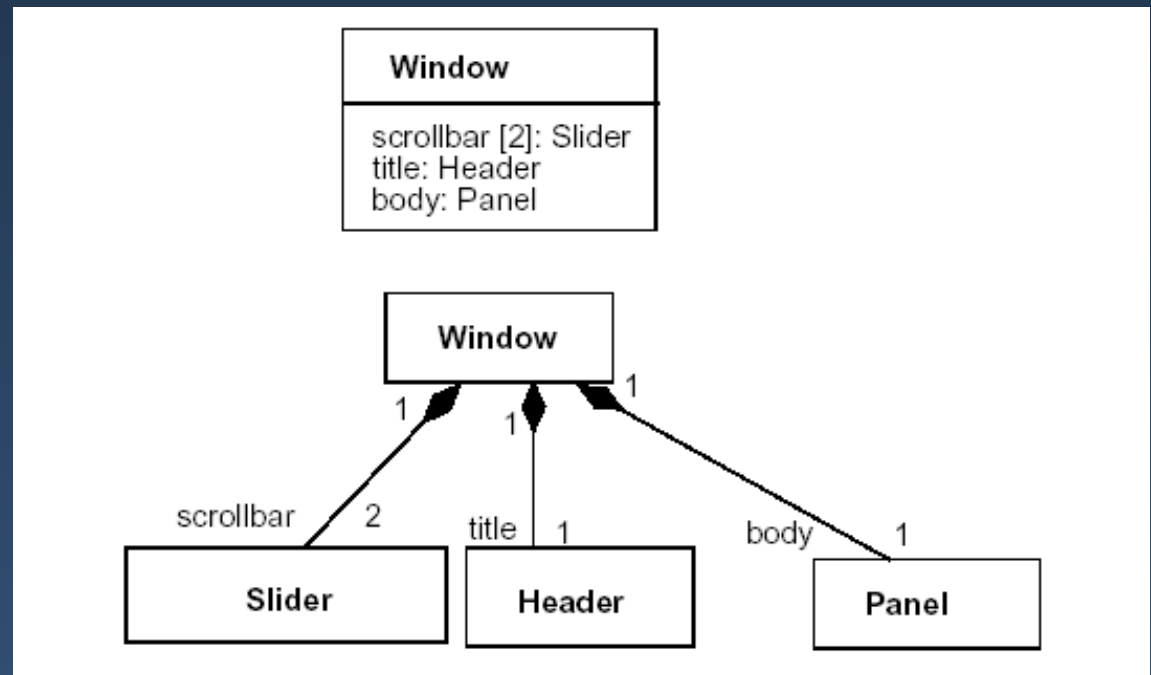 Window
scrollbar [2]: Slider
title: Header
body: Panel
Window
1
1
1
scrollbar
2
title
1
body
1
Slider
Header
Panel